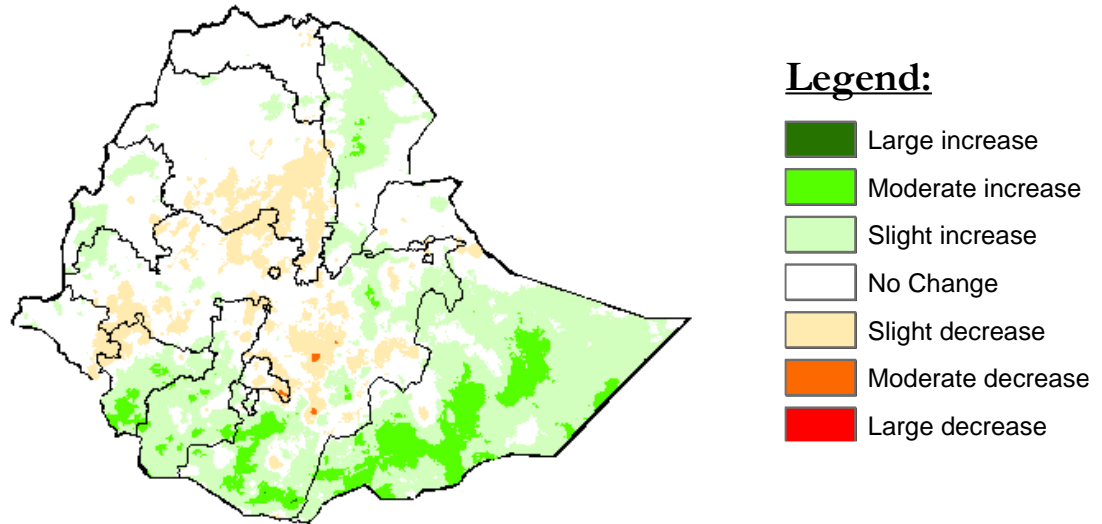 Legend:
Large increase
Moderate increase
Slight increase
No Change
Slight decrease
Moderate decrease
Large decrease